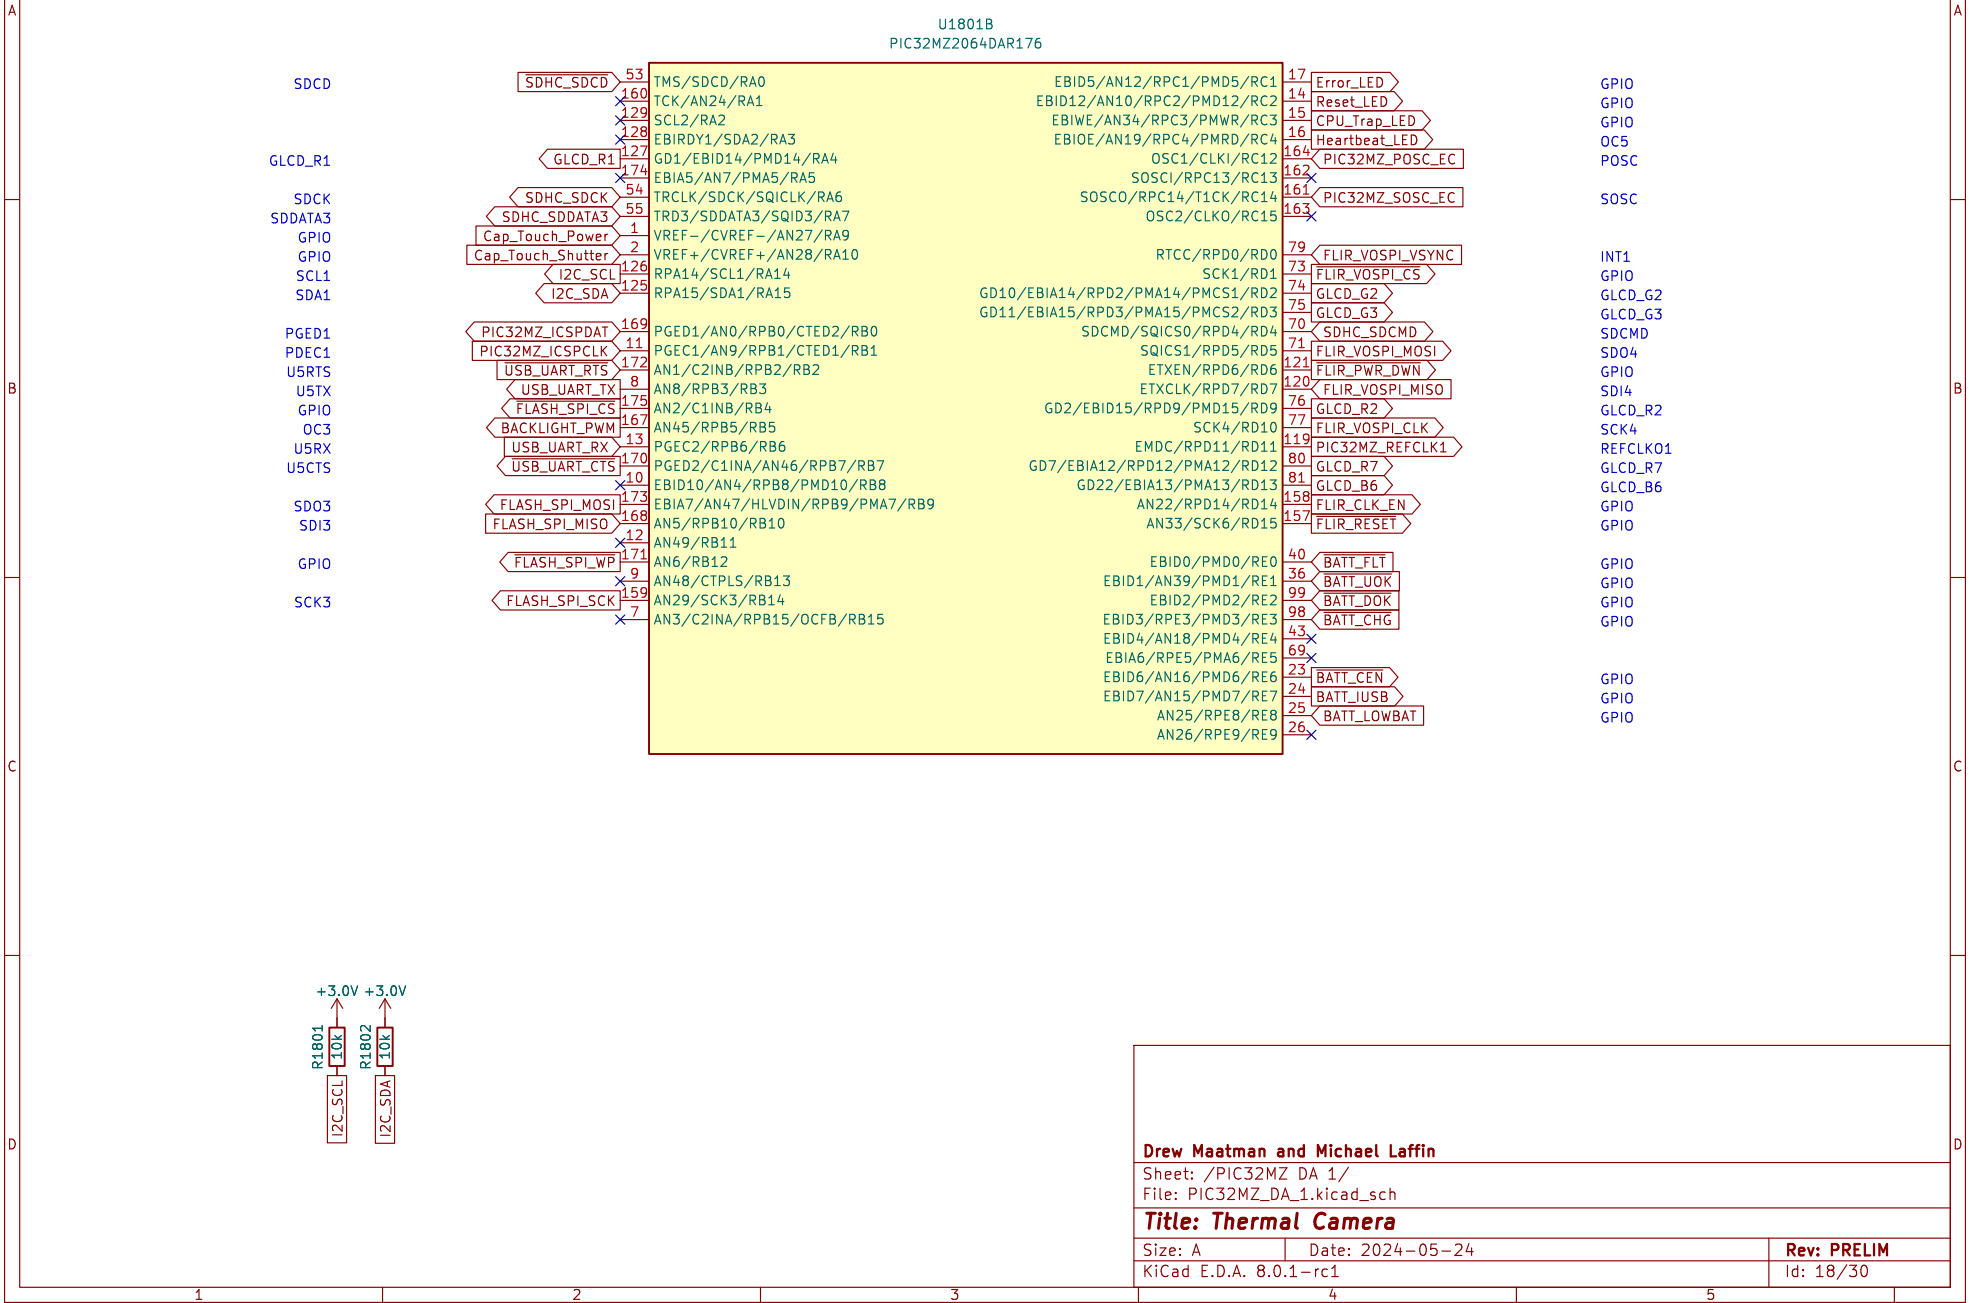 A A
U1801B
PIC32MZ2064DAR176
SDCD SDHC_SDCD 53 TMS/SDCD/RA0 EBID5/AN12/RPC1/PMD5/RC1 17 Error_LED GPIO
160 TCK/AN24/RA1 EBID12/AN10/RPC2/PMD12/RC2 14 Reset_LED GPIO
129 SCL2/RA2 EBIWE/AN34/RPC3/PMWR/RC3 15 CPU_Trap_LED GPIO
128 EBIRDY1/SDA2/RA3 EBIOE/AN19/RPC4/PMRD/RC4 16 Heartbeat_LED OC5
GLCD_R1 GLCD_R1 127 GD1/EBID14/PMD14/RA4 OSC1/CLKI/RC12 164 PIC32MZ_POSC_EC POSC
174 EBIA5/AN7/PMA5/RA5 SOSCI/RPC13/RC13 162
SDCK SDHC_SDCK 54 TRCLK/SDCK/SQICLK/RA6 SOSCO/RPC14/T1CK/RC14 161 PIC32MZ_SOSC_EC SOSC
SDDATA3 SDHC_SDDATA3 55 TRD3/SDDATA3/SQID3/RA7 OSC2/CLKO/RC15 163
GPIO Cap_Touch_Power 1 VREF-/CVREF-/AN27/RA9
GPIO Cap_Touch_Shutter 2 VREF+/CVREF+/AN28/RA10 RTCC/RPD0/RD0 79 FLIR_VOSPI_VSYNC INT1
SCL1 I2C_SCL 126 RPA14/SCL1/RA14 SCK1/RD1 73 FLIR_VOSPI_CS GPIO
SDA1 I2C_SDA 125 RPA15/SDA1/RA15 GD10/EBIA14/RPD2/PMA14/PMCS1/RD2 74 GLCD_G2 GLCD_G2
GD11/EBIA15/RPD3/PMA15/PMCS2/RD3 75 GLCD_G3 GLCD_G3
PGED1 PIC32MZ_ICSPDAT 169 PGED1/AN0/RPB0/CTED2/RB0 SDCMD/SQICS0/RPD4/RD4 70 SDHC_SDCMD SDCMD
PDEC1 PIC32MZ_ICSPCLK 11 PGEC1/AN9/RPB1/CTED1/RB1 SQICS1/RPD5/RD5 71 FLIR_VOSPI_MOSI SDO4
U5RTS USB_UART_RTS 172 AN1/C2INB/RPB2/RB2 ETXEN/RPD6/RD6 121 FLIR_PWR_DWN GPIO
U5TX USB_UART_TX 8 AN8/RPB3/RB3 ETXCLK/RPD7/RD7 120 FLIR_VOSPI_MISO SDI4
GPIO FLASH_SPI_CS 175 AN2/C1INB/RB4 GD2/EBID15/RPD9/PMD15/RD9 76 GLCD_R2 GLCD_R2
OC3 BACKLIGHT_PWM 167 AN45/RPB5/RB5 SCK4/RD10 77 FLIR_VOSPI_CLK SCK4
U5RX USB_UART_RX 13 PGEC2/RPB6/RB6 EMDC/RPD11/RD11 119 PIC32MZ_REFCLK1 REFCLKO1
U5CTS USB_UART_CTS 170 PGED2/C1INA/AN46/RPB7/RB7 GD7/EBIA12/RPD12/PMA12/RD12 80 GLCD_R7 GLCD_R7
10 EBID10/AN4/RPB8/PMD10/RB8 GD22/EBIA13/PMA13/RD13 81 GLCD_B6 GLCD_B6
SDO3 FLASH_SPI_MOSI 173 EBIA7/AN47/HLVDIN/RPB9/PMA7/RB9 AN22/RPD14/RD14 158 FLIR_CLK_EN GPIO
SDI3 FLASH_SPI_MISO 168 AN5/RPB10/RB10 AN33/SCK6/RD15 157 FLIR_RESET GPIO
12 AN49/RB11
GPIO FLASH_SPI_WP 171 AN6/RB12 EBID0/PMD0/RE0 40 BATT_FLT GPIO
9 AN48/CTPLS/RB13 EBID1/AN39/PMD1/RE1 36 BATT_UOK GPIO
SCK3 FLASH_SPI_SCK 159 AN29/SCK3/RB14 EBID2/PMD2/RE2 99 BATT_DOK GPIO
7 AN3/C2INA/RPB15/OCFB/RB15 EBID3/RPE3/PMD3/RE3 98 BATT_CHG GPIO
EBID4/AN18/PMD4/RE4 43
EBIA6/RPE5/PMA6/RE5 69
EBID6/AN16/PMD6/RE6 23 BATT_CEN GPIO
EBID7/AN15/PMD7/RE7 24 BATT_IUSB GPIO
AN25/RPE8/RE8 25 BATT_LOWBAT GPIO
AN26/RPE9/RE9 26
B B
C C
+3.0V +3.0V
R1801 10k R1802 10k
I2C_SCL I2C_SDA
D D
Drew Maatman and Michael Laffin
Sheet: /PIC32MZ DA 1/
File: PIC32MZ_DA_1.kicad_sch
Title: Thermal Camera
Size: A Date: 2024-05-24 Rev: PRELIM
KiCad E.D.A. 8.0.1-rc1 Id: 18/30
1 2 3 4 5